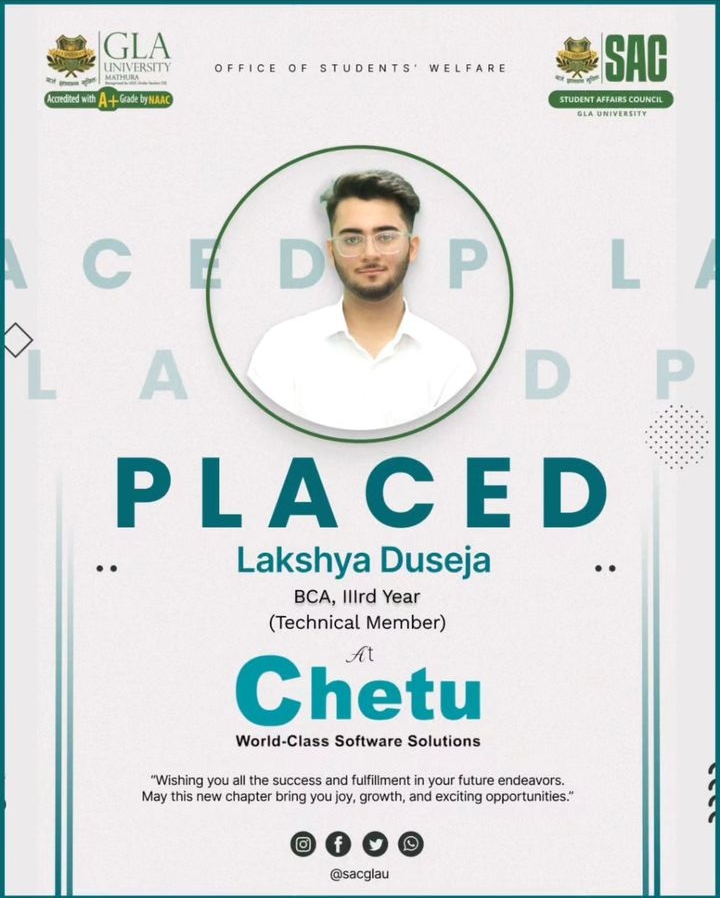 GLA
UNIVERSITY
MATHURA
Accredited with A+ Grade by NAAC
OFFICE OF STUDENTS' WELFARE
SAC
STUDENT AFFAIRS COUNCIL
GLA UNIVERSITY
A C E D P L A
L A D P
PLACED
Lakshya Duseja
BCA, IIIrd Year
(Technical Member)
At
Chetu
World-Class Software Solutions
"Wishing you all the success and fulfillment in your future endeavors.
May this new chapter bring you joy, growth, and exciting opportunities."
@sacglau